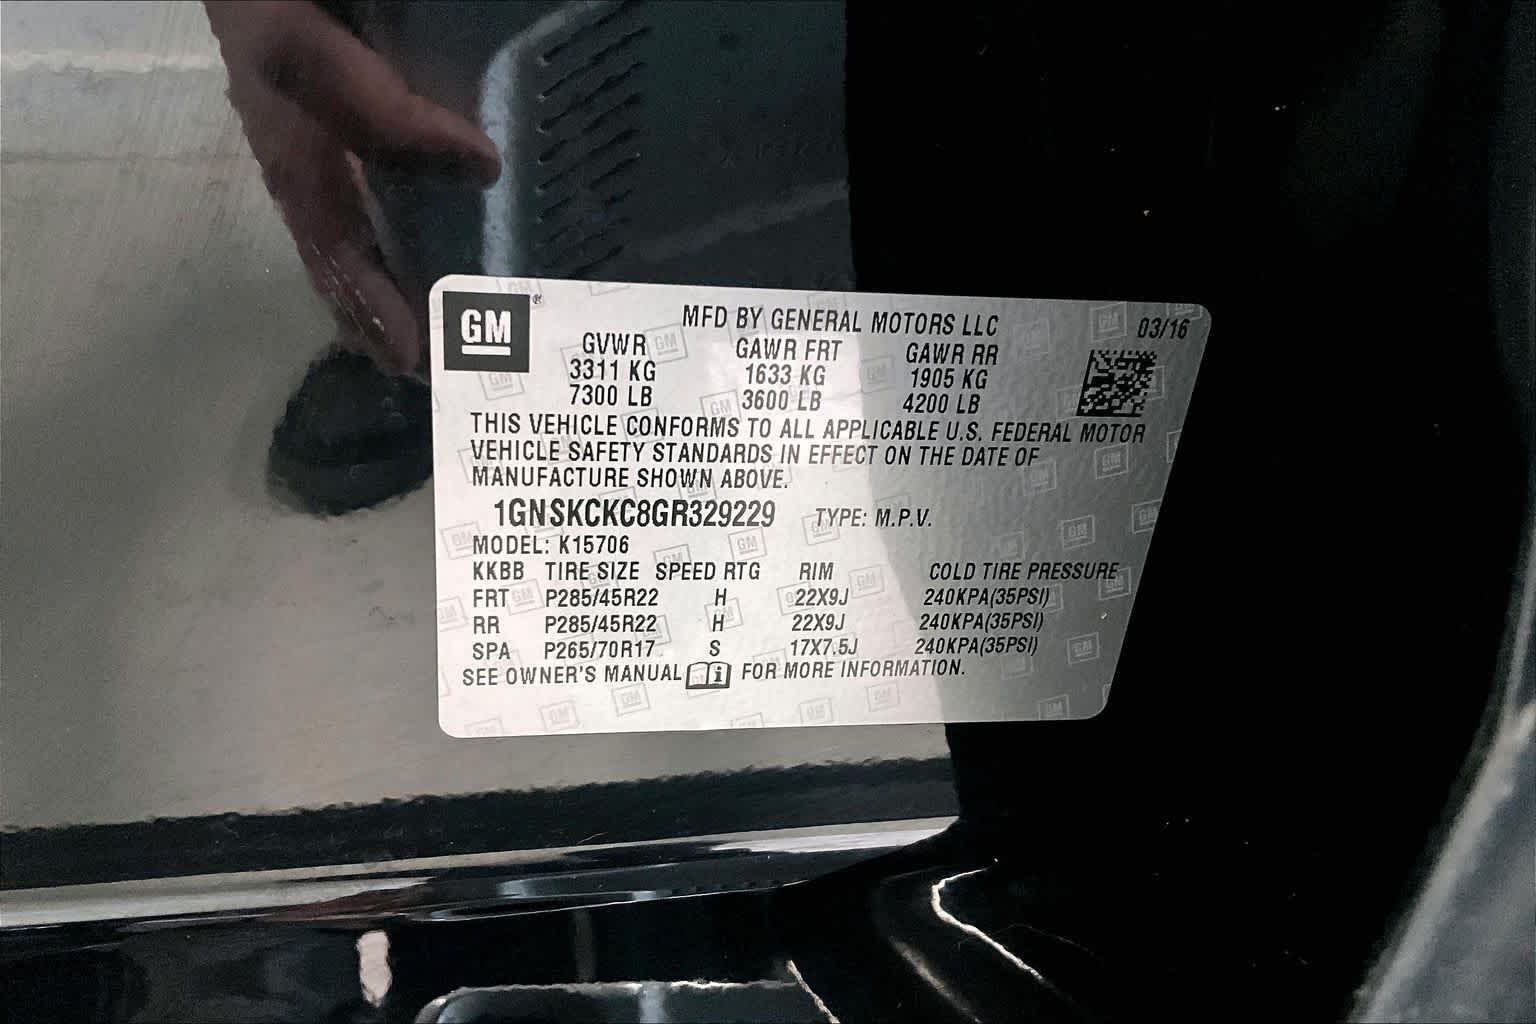 GM ®
MFD BY GENERAL MOTORS LLC 03/16
GVWR GAWR FRT GAWR RR
3311 KG 1633 KG 1905 KG
7300 LB 3600 LB 4200 LB
THIS VEHICLE CONFORMS TO ALL APPLICABLE U.S. FEDERAL MOTOR
VEHICLE SAFETY STANDARDS IN EFFECT ON THE DATE OF
MANUFACTURE SHOWN ABOVE.
1GNSKCKC8GR329229 TYPE: M.P.V.
MODEL: K15706
KKBB TIRE SIZE SPEED RTG RIM COLD TIRE PRESSURE
FRT P285/45R22 H 22X9J 240KPA(35PSI)
RR P285/45R22 H 22X9J 240KPA(35PSI)
SPA P265/70R17 S 17X7.5J 240KPA(35PSI)
SEE OWNER'S MANUAL i FOR MORE INFORMATION.